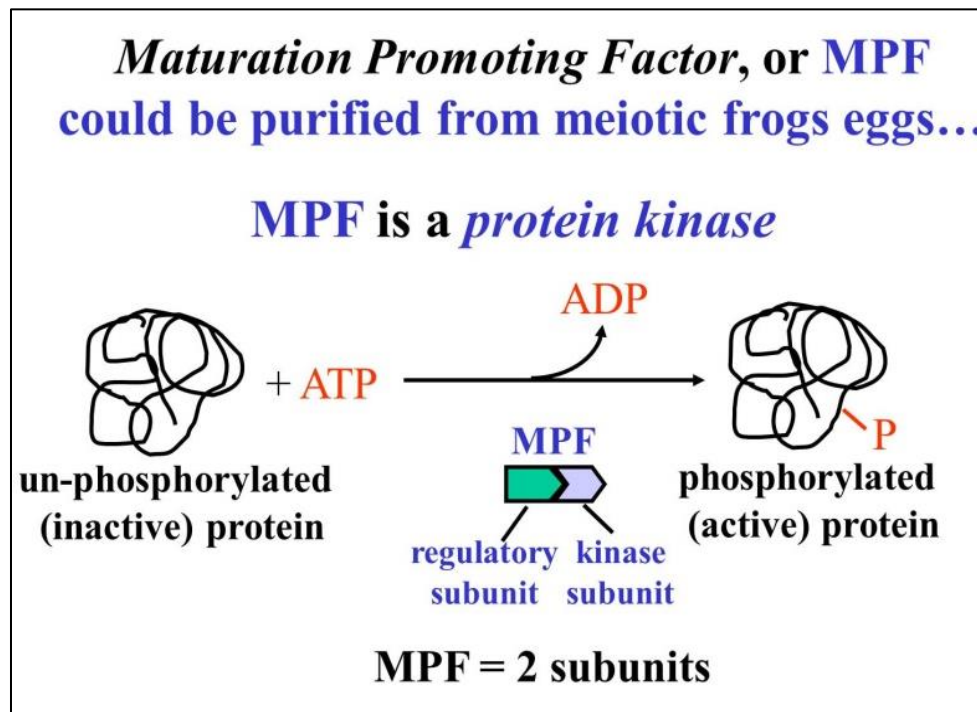 Maturation Promoting Factor, or MPF
could be purified from meiotic frogs eggs…
MPF is a protein kinase
ADP
+ ATP
P
MPF
un-phosphorylated
(inactive) protein
phosphorylated
(active) protein
regulatory
subunit
kinase
subunit
MPF = 2 subunits